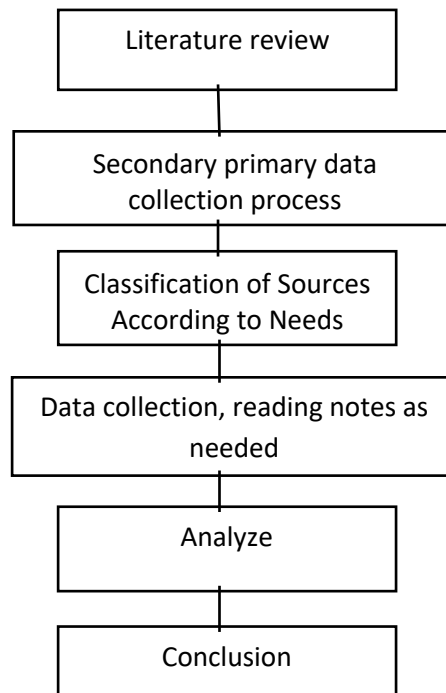 Literature review
Secondary primary data
collection process
Classification of Sources
According to Needs
Data collection, reading notes as
needed
Analyze
Conclusion